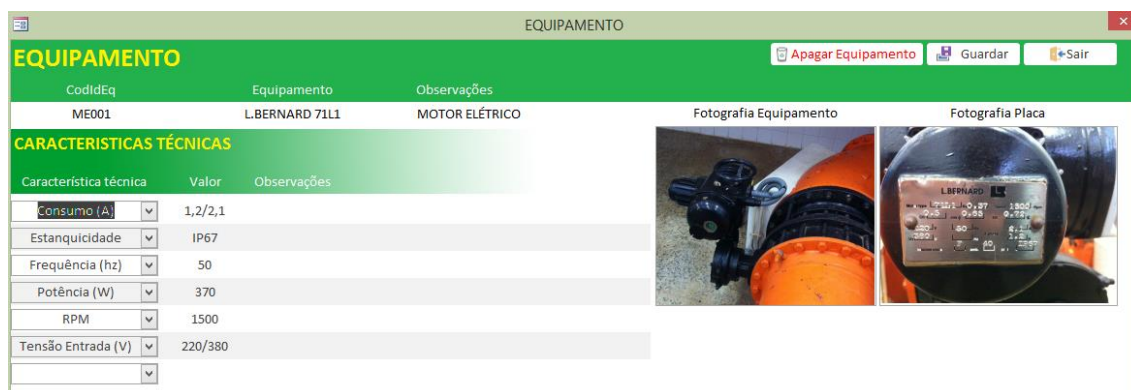 EQUIPAMENTO
EQUIPAMENTO
Apagar Equipamento Guardar Sair
CodIdEq Equipamento Observações
ME001 L.BERNARD 71L1 MOTOR ELÉTRICO Fotografia Equipamento Fotografia Placa
CARACTERISTICAS TÉCNICAS
Característica técnica Valor Observações
Consumo (A) 1,2/2,1
Estanquicidade IP67
Frequência (hz) 50
Potência (W) 370
RPM 1500
Tensão Entrada (V) 220/380
L.BERNARD